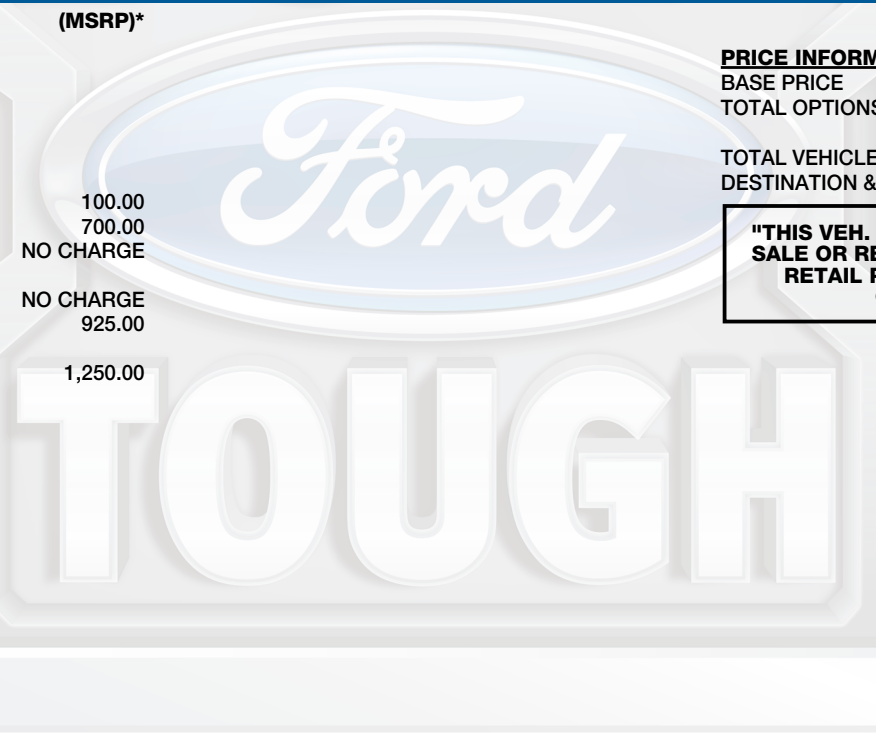 (MSRP)*
100.00
700.00
NO CHARGE
NO CHARGE
925.00
1,250.00
PRICE INFORM
BASE PRICE
TOTAL OPTIONS
TOTAL VEHICLE
DESTINATION &
"THIS VEH.
SALE OR RE
RETAIL
Ford
TOUGH